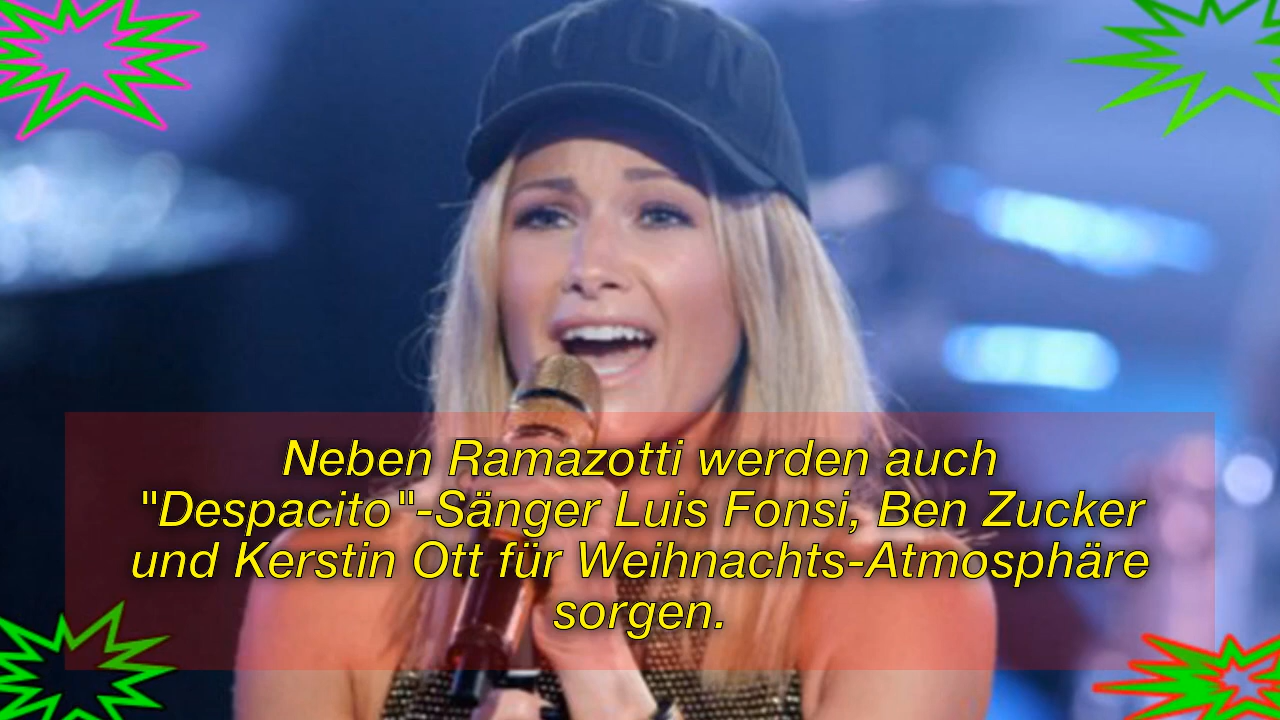 Neben Ramazotti werden auch
"Despacito"-Sänger Luis Fonsi, Ben Zucker
und Kerstin Ott für Weihnachts-Atmosphäre
sorgen.